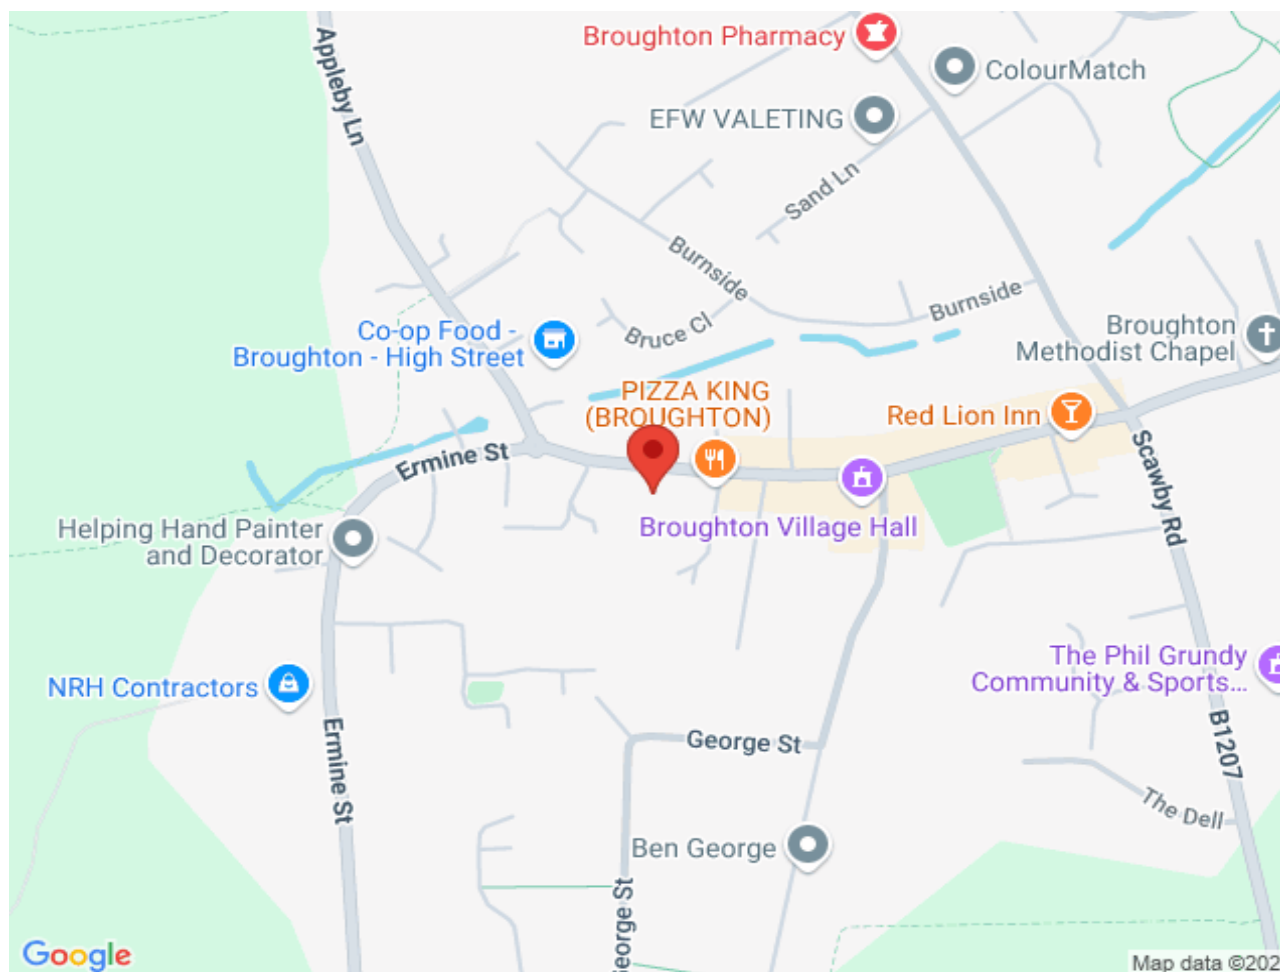 Broughton Pharmacy
ColourMatch
Appleby Ln
EFW VALETING
Sand Ln
Burnside
Burnside
Bruce Cl
Co-op Food -
Broughton - High Street
Broughton
Methodist Chapel
PIZZA KING
(BROUGHTON)
Red Lion Inn
Ermine St
Scawby Rd
Helping Hand Painter
and Decorator
Broughton Village Hall
The Phil Grundy
Community & Sports...
NRH Contractors
Ermine St
George St
B1207
The Dell
Ben George
George St
Google
Map data ©202